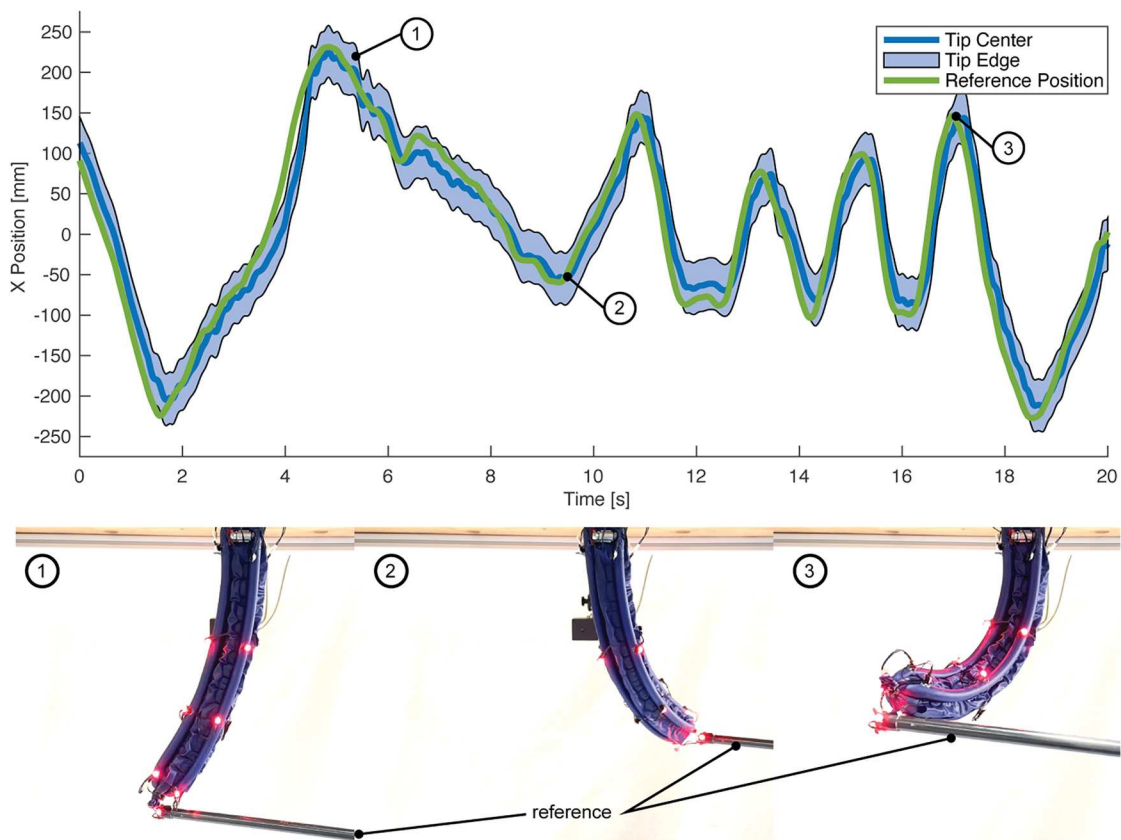 250
200
150
100
50
0
-50
-100
-150
-200
-250
X Position [mm]
0 2 4 6 8 10 12 14 16 18 20
Time [s]
Tip Center
Tip Edge
Reference Position
1
2
3
1 2 3
reference